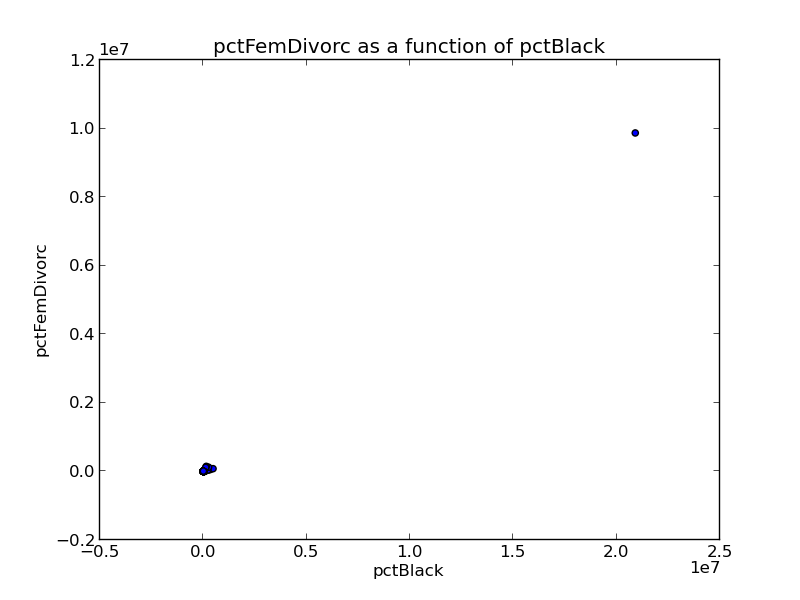 pctFemDivorc as a function of pctBlack
1e7
1.2
1.0
0.8
0.6
0.4
0.2
0.0
−0.2
pctFemDivorc
−0.5 0.0 0.5 1.0 1.5 2.0 2.5
1e7
pctBlack